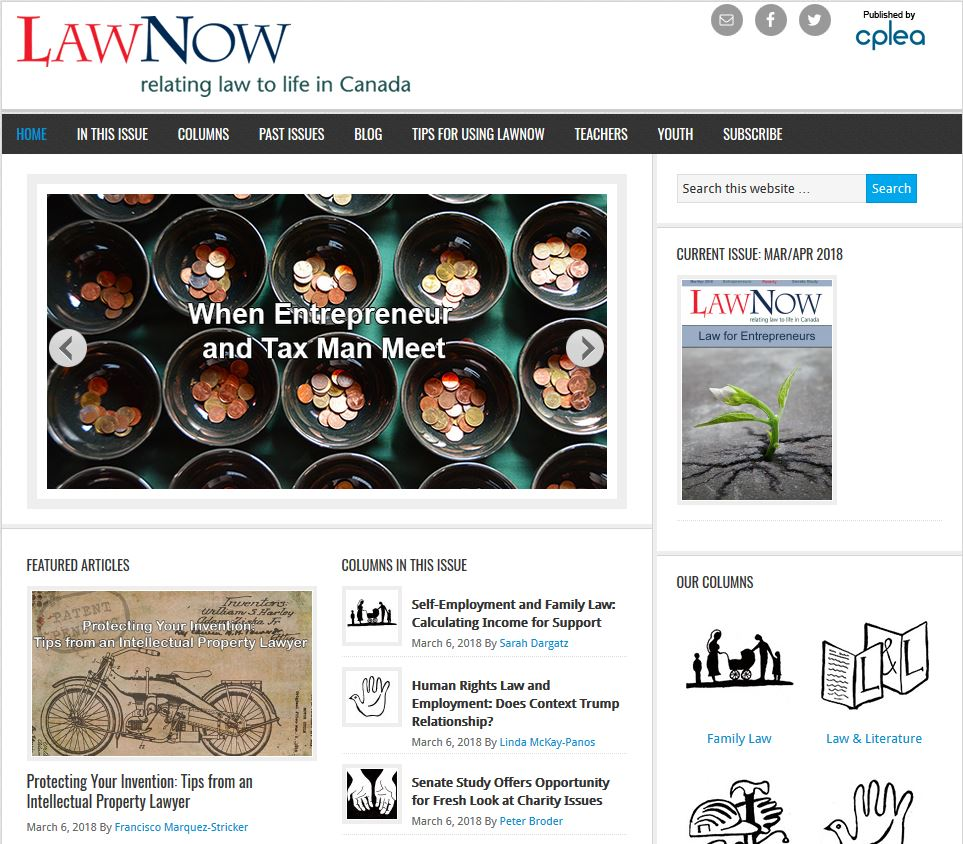 LAWNOW
relating law to life in Canada
Published by
cplea
HOME IN THIS ISSUE COLUMNS PAST ISSUES BLOG TIPS FOR USING LAWNOW TEACHERS YOUTH SUBSCRIBE
When Entrepreneur
and Tax Man Meet
Search this website …
Search
CURRENT ISSUE: MAR/APR 2018
LAWNOW
relating law to life in Canada
Law for Entrepreneurs
FEATURED ARTICLES
PATENT
Inventors:
William S. Harley
Protecting Your Invention:
Tips from an Intellectual Property Lawyer
Protecting Your Invention: Tips from an
Intellectual Property Lawyer
March 6, 2018 By Francisco Marquez-Stricker
COLUMNS IN THIS ISSUE
Self-Employment and Family Law:
Calculating Income for Support
March 6, 2018 By Sarah Dargatz
Human Rights Law and
Employment: Does Context Trump
Relationship?
March 6, 2018 By Linda McKay-Panos
Senate Study Offers Opportunity
for Fresh Look at Charity Issues
March 6, 2018 By Peter Broder
OUR COLUMNS
L&L
Family Law
Law & Literature